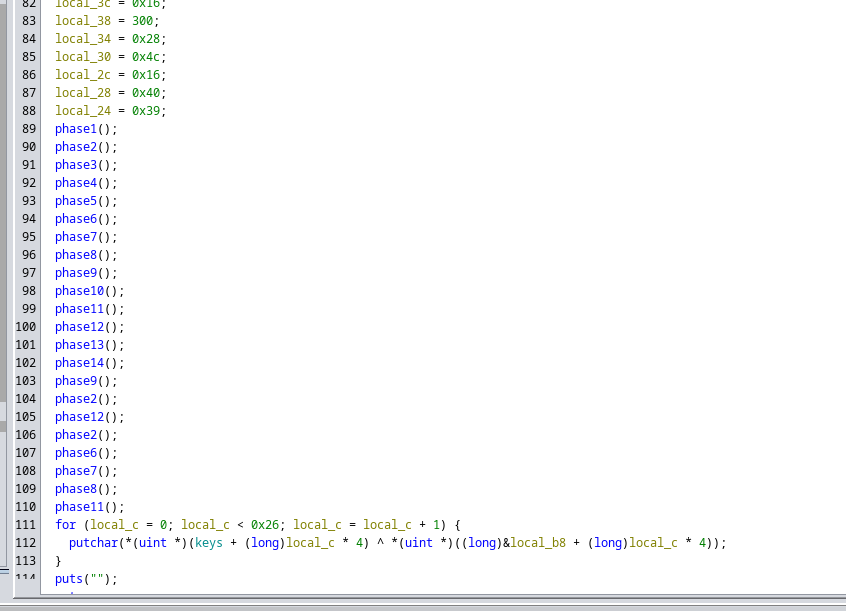 82 local_3c = 0x16;
83 local_38 = 300;
84 local_34 = 0x28;
85 local_30 = 0x4c;
86 local_2c = 0x16;
87 local_28 = 0x40;
88 local_24 = 0x39;
89 phase1();
90 phase2();
91 phase3();
92 phase4();
93 phase5();
94 phase6();
95 phase7();
96 phase8();
97 phase9();
98 phase10();
99 phase11();
100 phase12();
101 phase13();
102 phase14();
103 phase9();
104 phase2();
105 phase12();
106 phase2();
107 phase6();
108 phase7();
109 phase8();
110 phase11();
111 for (local_c = 0; local_c < 0x26; local_c = local_c + 1) {
112 putchar(*(uint *)(keys + (long)local_c * 4) ^ *(uint *)((long)&local_b8 + (long)local_c * 4));
113 }
114 puts("");